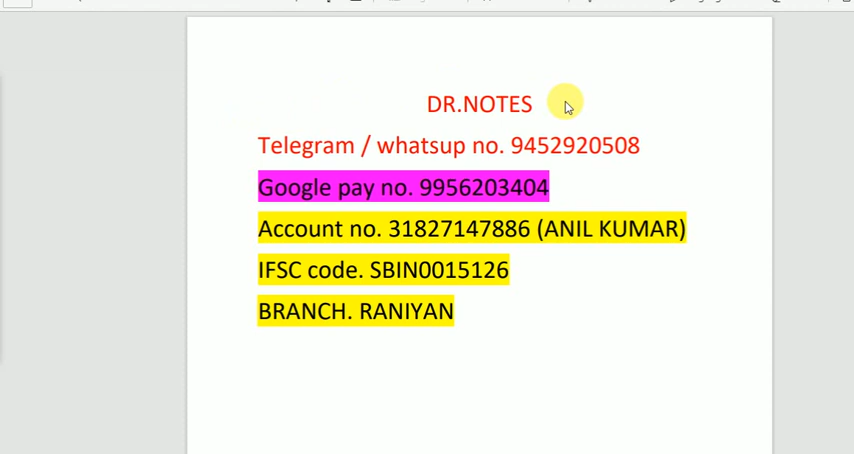 DR.NOTES
Telegram / whatsup no. 9452920508
Google pay no. 9956203404
Account no. 31827147886 (ANIL KUMAR)
IFSC code. SBIN0015126
BRANCH. RANIYAN